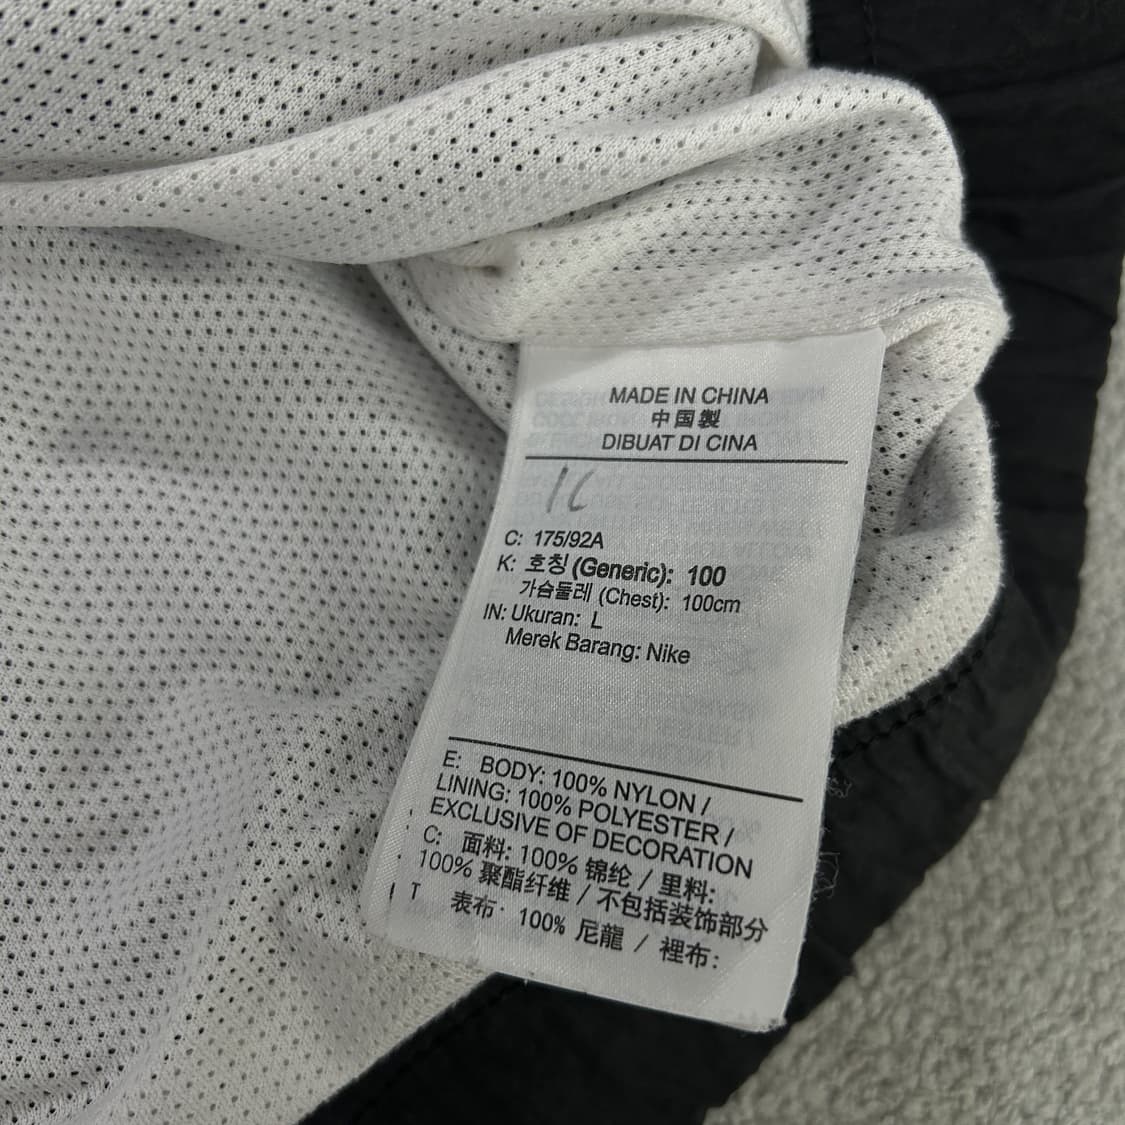 MADE IN CHINA
中国製
DIBUAT DI CINA
1C
C: 175/92A
K: 호칭 (Generic): 100
가슴둘레 (Chest): 100cm
IN: Ukuran: L
Merek Barang: Nike
E: BODY: 100% NYLON /
LINING: 100% POLYESTER /
EXCLUSIVE OF DECORATION
C: 面料: 100% 锦纶 / 里料:
100% 聚酯纤维 / 不包括装饰部分
T 表布: 100% 尼龍 / 裡布: